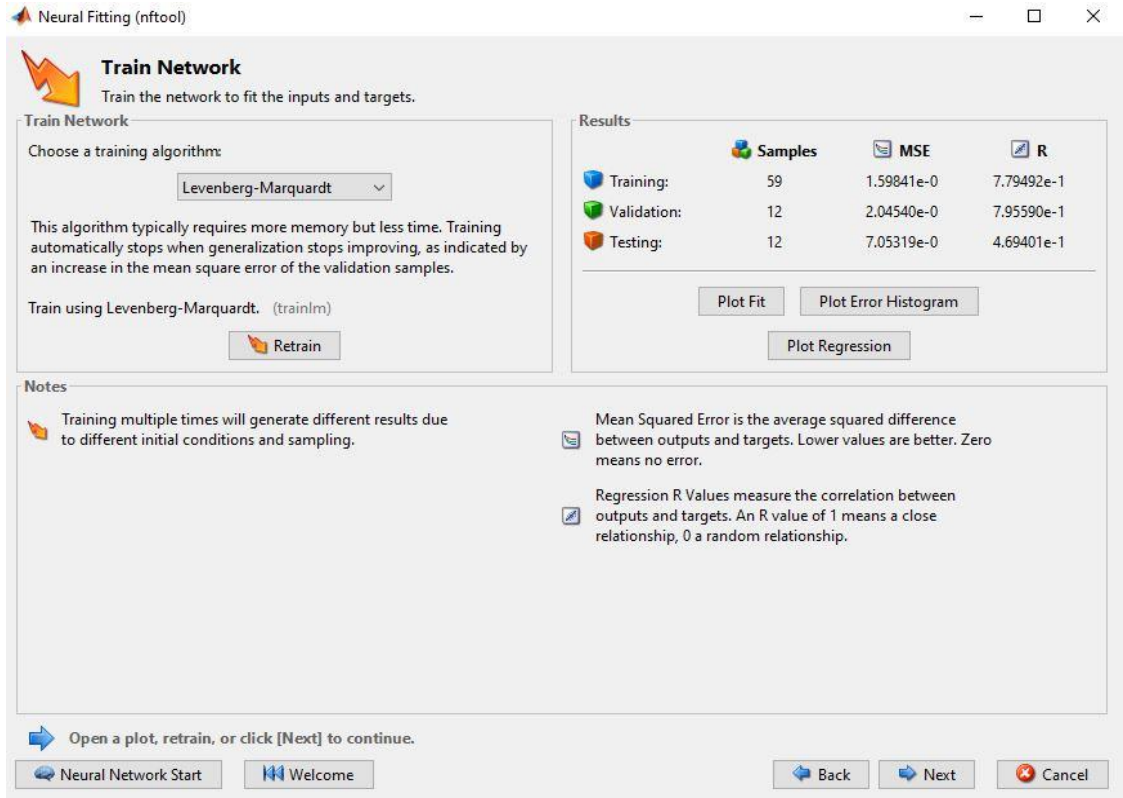 Neural Fitting (nftool)
Train Network
Train the network to fit the inputs and targets.
Train Network
Choose a training algorithm:
Levenberg-Marquardt
This algorithm typically requires more memory but less time. Training
automatically stops when generalization stops improving, as indicated by
an increase in the mean square error of the validation samples.
Train using Levenberg-Marquardt. (trainlm)
Retrain
Results
Samples MSE R
Training: 59 1.59841e-0 7.79492e-1
Validation: 12 2.04540e-0 7.95590e-1
Testing: 12 7.05319e-0 4.69401e-1
Plot Fit Plot Error Histogram
Plot Regression
Notes
Training multiple times will generate different results due
to different initial conditions and sampling.
Mean Squared Error is the average squared difference
between outputs and targets. Lower values are better. Zero
means no error.
Regression R Values measure the correlation between
outputs and targets. An R value of 1 means a close
relationship, 0 a random relationship.
Open a plot, retrain, or click [Next] to continue.
Neural Network Start Welcome Back Next Cancel